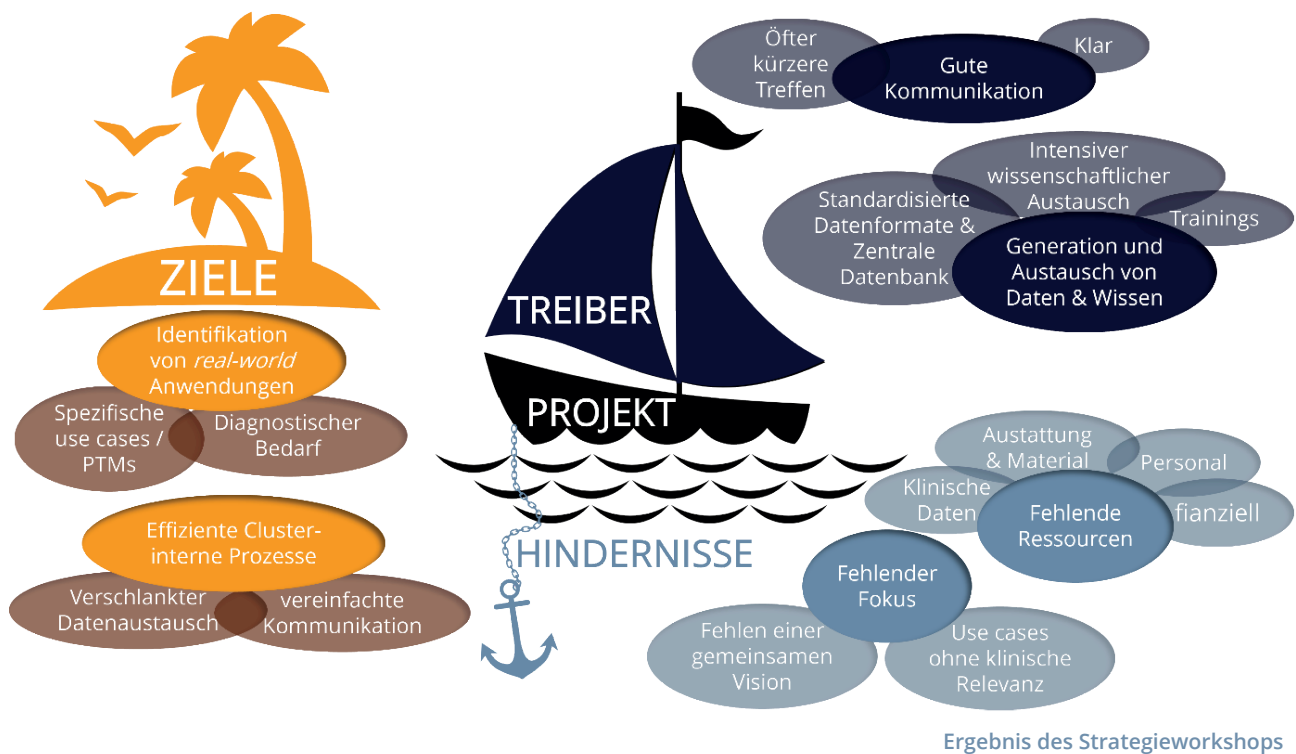 ZIELE
Identifikation
von real-world
Anwendungen
Spezifische
use cases /
PTMs
Diagnostischer
Bedarf
Effiziente Cluster-
interne Prozesse
Verschlankter
Datenaustausch
vereinfachte
Kommunikation
TREIBER
PROJEKT
HINDERNISSE
Öfter
kürzere
Treffen
Gute
Kommunikation
Klar
Intensiver
wissenschaftlicher
Austausch
Standardisierte
Datenformate &
Zentrale
Datenbank
Trainings
Generation und
Austausch von
Daten & Wissen
Austattung
& Material
Personal
Klinische
Daten
Fehlende
Ressourcen
fianziell
Fehlender
Fokus
Fehlen einer
gemeinsamen
Vision
Use cases
ohne klinische
Relevanz
Ergebnis des Strategieworkshops